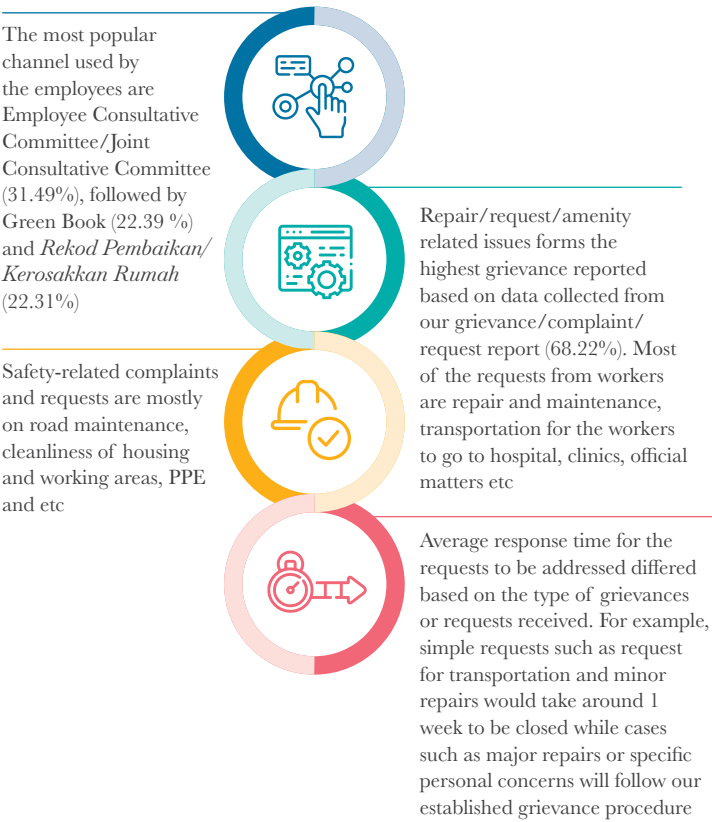 The most popular
channel used by
the employees are
Employee Consultative
Committee/Joint
Consultative Committee
(31.49%), followed by
Green Book (22.39 %)
and Rekod Pembaikan/
Kerosakkan Rumah
(22.31%)
Repair/request/amenity
related issues forms the
highest grievance reported
based on data collected from
our grievance/complaint/
request report (68.22%). Most
of the requests from workers
are repair and maintenance,
transportation for the workers
to go to hospital, clinics, official
matters etc
Safety-related complaints
and requests are mostly
on road maintenance,
cleanliness of housing
and working areas, PPE
and etc
Average response time for the
requests to be addressed differed
based on the type of grievances
or requests received. For example,
simple requests such as request
for transportation and minor
repairs would take around 1
week to be closed while cases
such as major repairs or specific
personal concerns will follow our
established grievance procedure